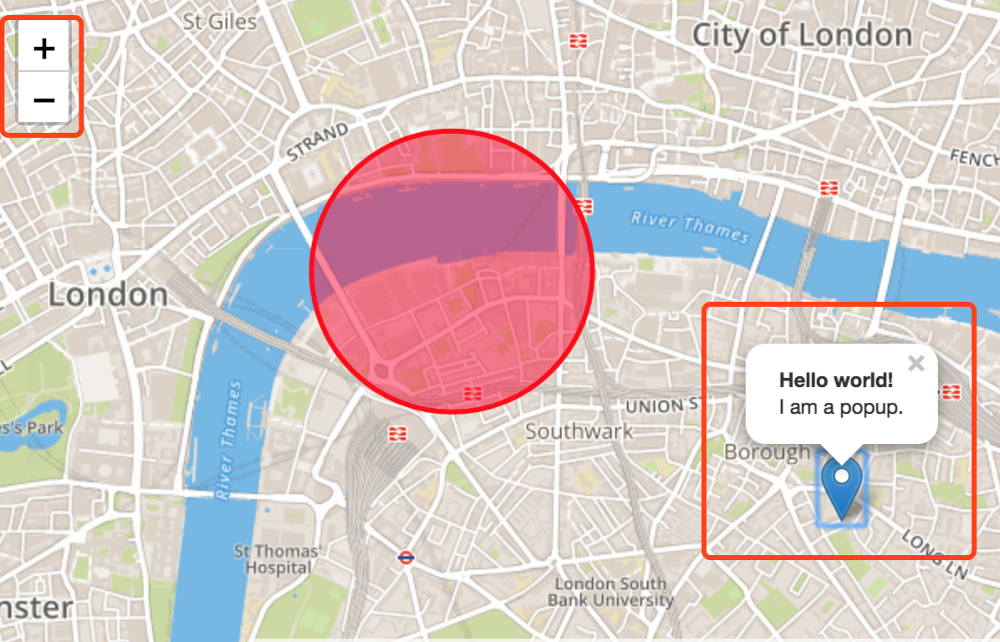 St Giles
City of London
+
−
STRAND
FENCH
River Thames
London
×
Hello world!
I am a popup.
UNION ST
River Thames
es's Park
Southwark
Borough
LONG LN
St Thomas'
Hospital
London South
Bank University
nster